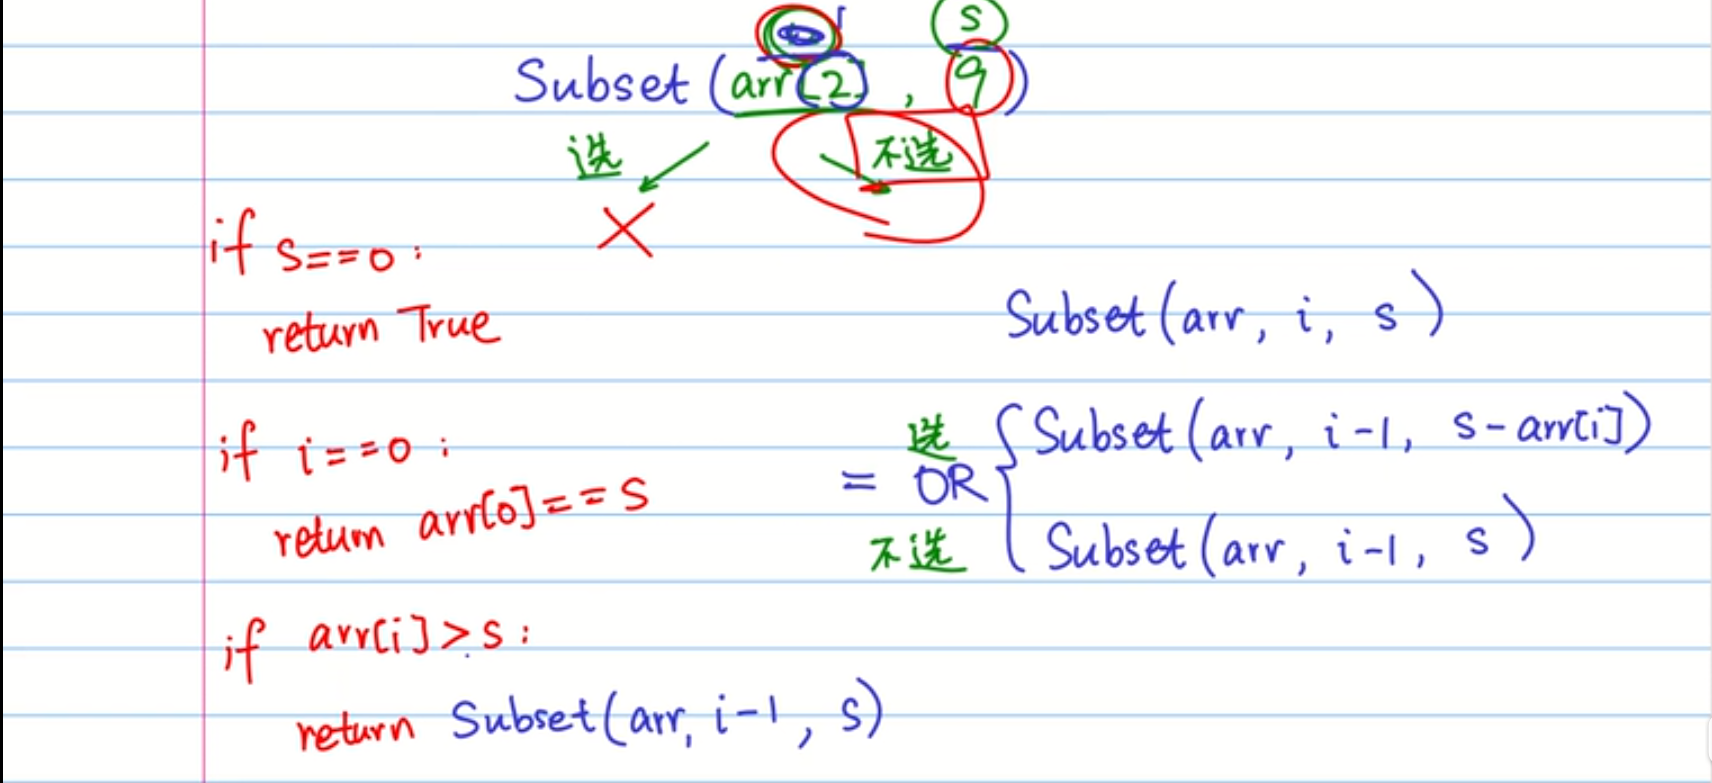 s
Subset (arr[2], 9)
选 不选
if s==0:
return True
Subset(arr, i, s)
if i==0:
return arr[0]==s
= 选 OR 不选
Subset(arr, i-1, s-arr[i])
Subset(arr, i-1, s)
if arr[i]>s:
return Subset(arr, i-1, s)